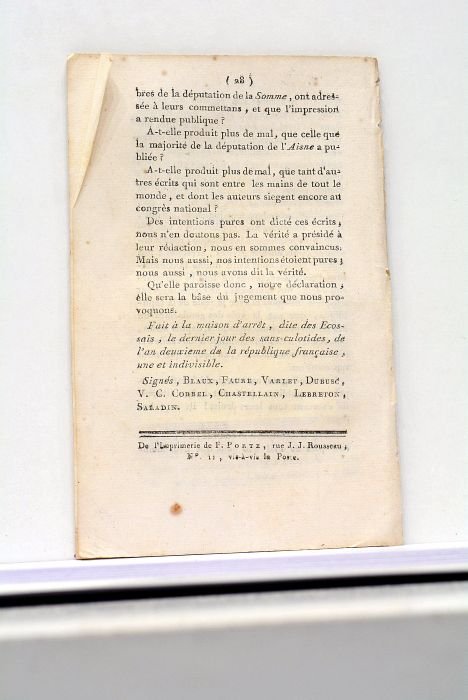 ( 28 )
bres de la députation de la Somme, ont adres-
sée à leurs commettans, et que l'impression
a rendue publique ?
A-t-elle produit plus de mal, que celle que
la majorité de la députation de l'Aisne a pu-
bliée ?
A-t-elle produit plus de mal, que tant d'au-
tres écrits qui sont entre les mains de tout le
monde, et dont les auteurs siegent encore au
congrès national ?
Des intentions pures ont dicté ces écrits,
nous n'en doutons pas. La vérité a présidé à
leur rédaction, nous en sommes convaincus.
Mais nous aussi, nos intentions étoient pures ;
nous aussi, nous avons dit la vérité.
Qu'elle paroisse donc, notre déclaration ;
elle sera la bâse du jugement que nous pro-
voquons.
Fait à la maison d'arrêt, dite des Ecos-
sais, le dernier jour des sans-culotides, de
l'an deuxieme de la république française,
une et indivisible.
Signés, BLAUX, FAURE, VARLET, DUBUSC,
V. C. CORBEL, CHASTELLAIN, LEBRETON,
SALADIN.
De l'Imprimerie de F. PORTE, rue J. J. Rousseau,
N°. 11, vis-à-vis la Poste.